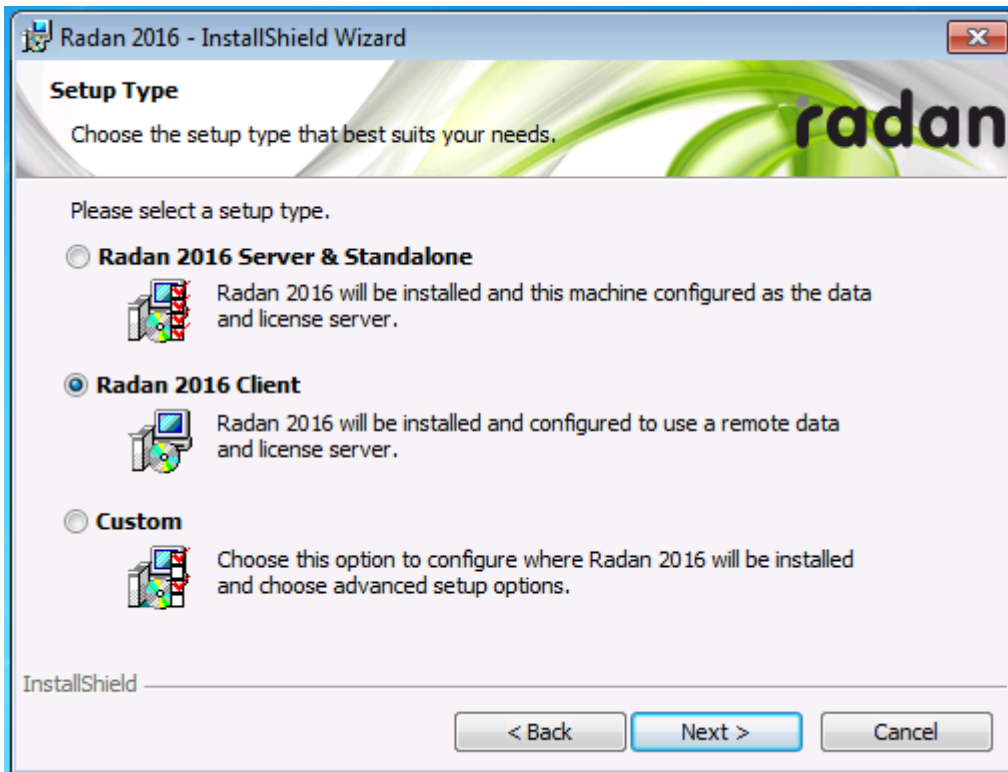 Radan 2016 - InstallShield Wizard
Setup Type
Choose the setup type that best suits your needs.
radan
Please select a setup type.
Radan 2016 Server & Standalone
Radan 2016 will be installed and this machine configured as the data
and license server.
Radan 2016 Client
Radan 2016 will be installed and configured to use a remote data
and license server.
Custom
Choose this option to configure where Radan 2016 will be installed
and choose advanced setup options.
InstallShield
< Back Next > Cancel